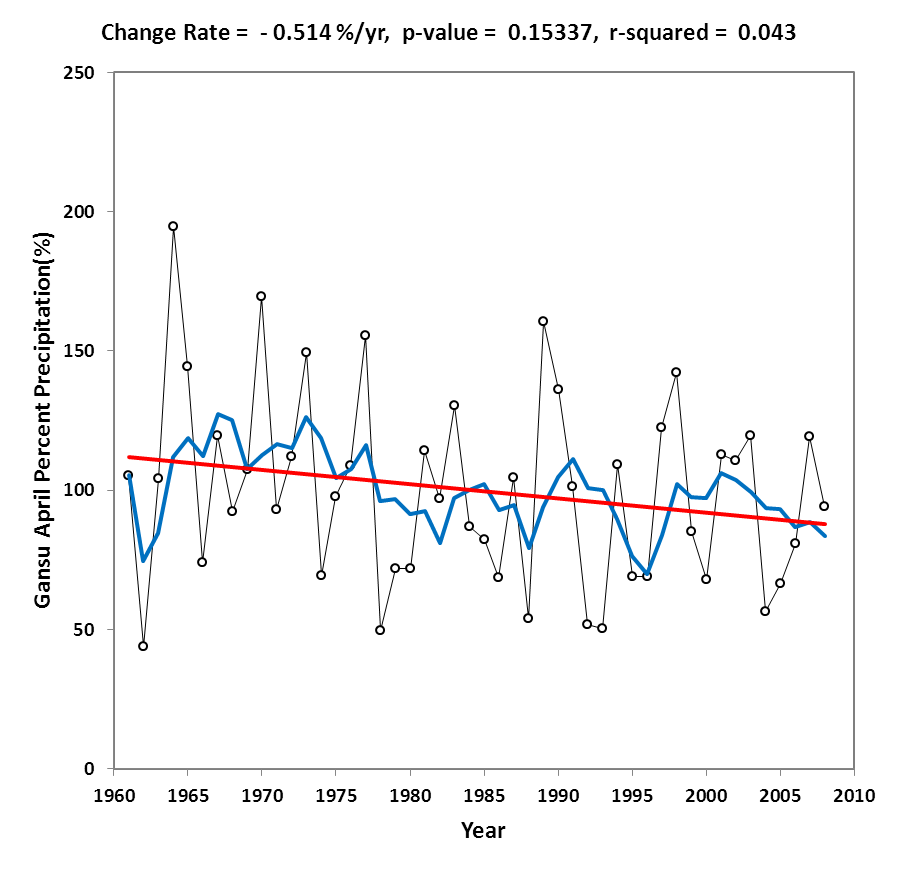 Change Rate = - 0.514 %/yr, p-value = 0.15337, r-squared = 0.043
250
200
150
100
50
0
Gansu April Percent Precipitation(%)
1960 1965 1970 1975 1980 1985 1990 1995 2000 2005 2010
Year